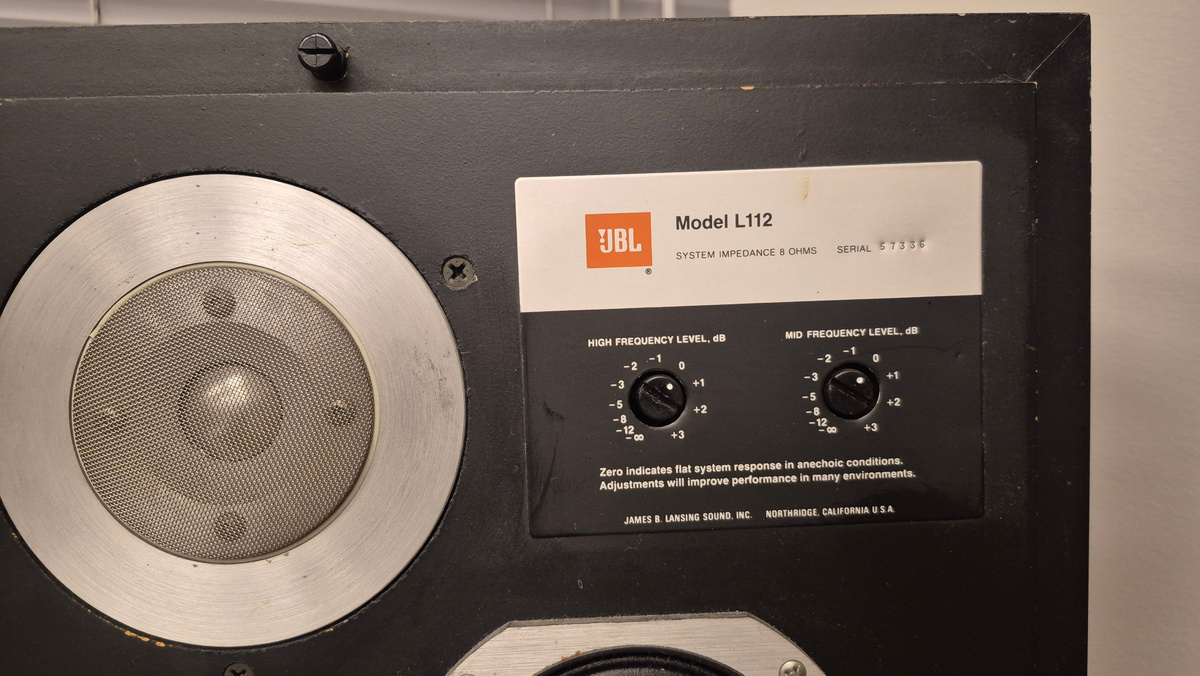 JBL
®
Model L112
SYSTEM IMPEDANCE 8 OHMS SERIAL 57336
HIGH FREQUENCY LEVEL, dB
-∞ -12 -8 -5 -3 -2 -1 0 +1 +2 +3
MID FREQUENCY LEVEL, dB
-∞ -12 -8 -5 -3 -2 -1 0 +1 +2 +3
Zero indicates flat system response in anechoic conditions.
Adjustments will improve performance in many environments.
JAMES B. LANSING SOUND, INC. NORTHRIDGE, CALIFORNIA U.S.A.